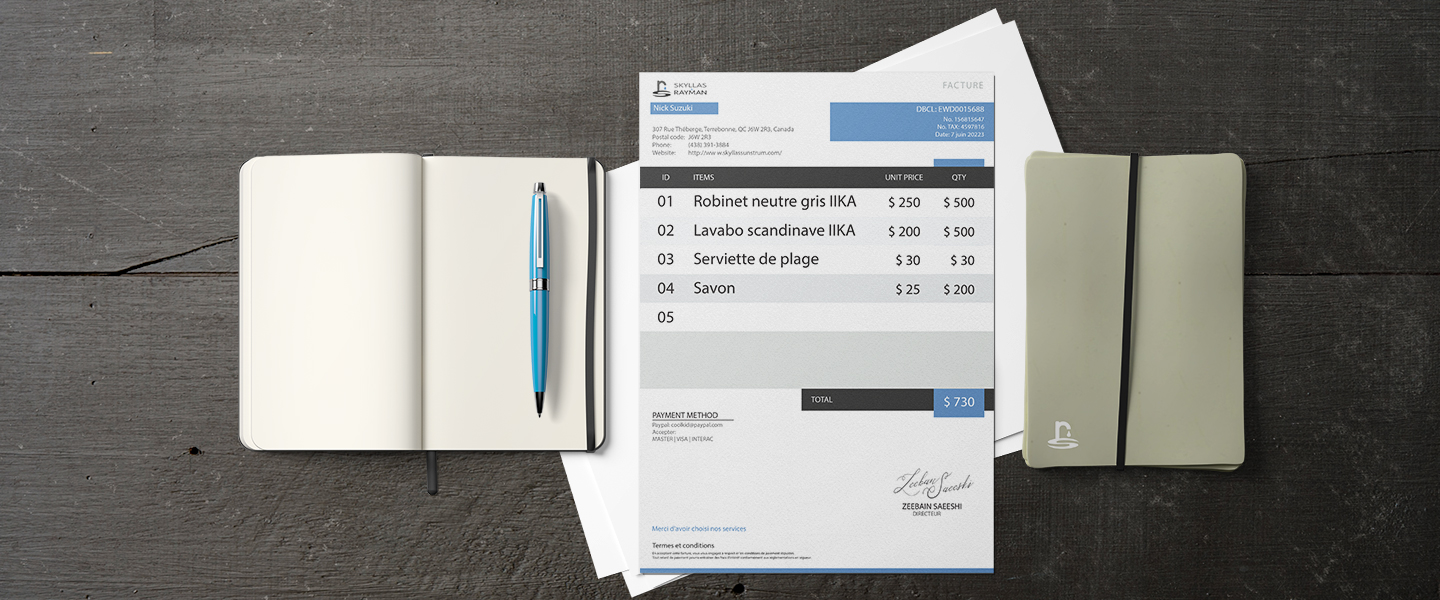 SKYLLAS
RAYMAN
FACTURE
Nick Suzuki
DBCL: EWD0015688
No. 156815647
No. TAX: 4597816
Date: 7 juin 20223
307 Rue Théberge, Terrebonne, QC J6W 2R3, Canada
Postal code: J6W 2R3
Phone: (438) 391-3884
Website: http://ww w.skyllassunstrum.com/
ID ITEMS UNIT PRICE QTY
01 Robinet neutre gris IIKA $ 250 $ 500
02 Lavabo scandinave IIKA $ 200 $ 500
03 Serviette de plage $ 30 $ 30
04 Savon $ 25 $ 200
05
TOTAL $ 730
PAYMENT METHOD
Paypal: coolkid@paypal.com
Accepter:
MASTER | VISA | INTERAC
Zeebain Saeeshi
ZEEBAIN SAEESHI
DIRECTEUR
Merci d'avoir choisi nos services
Termes et conditions